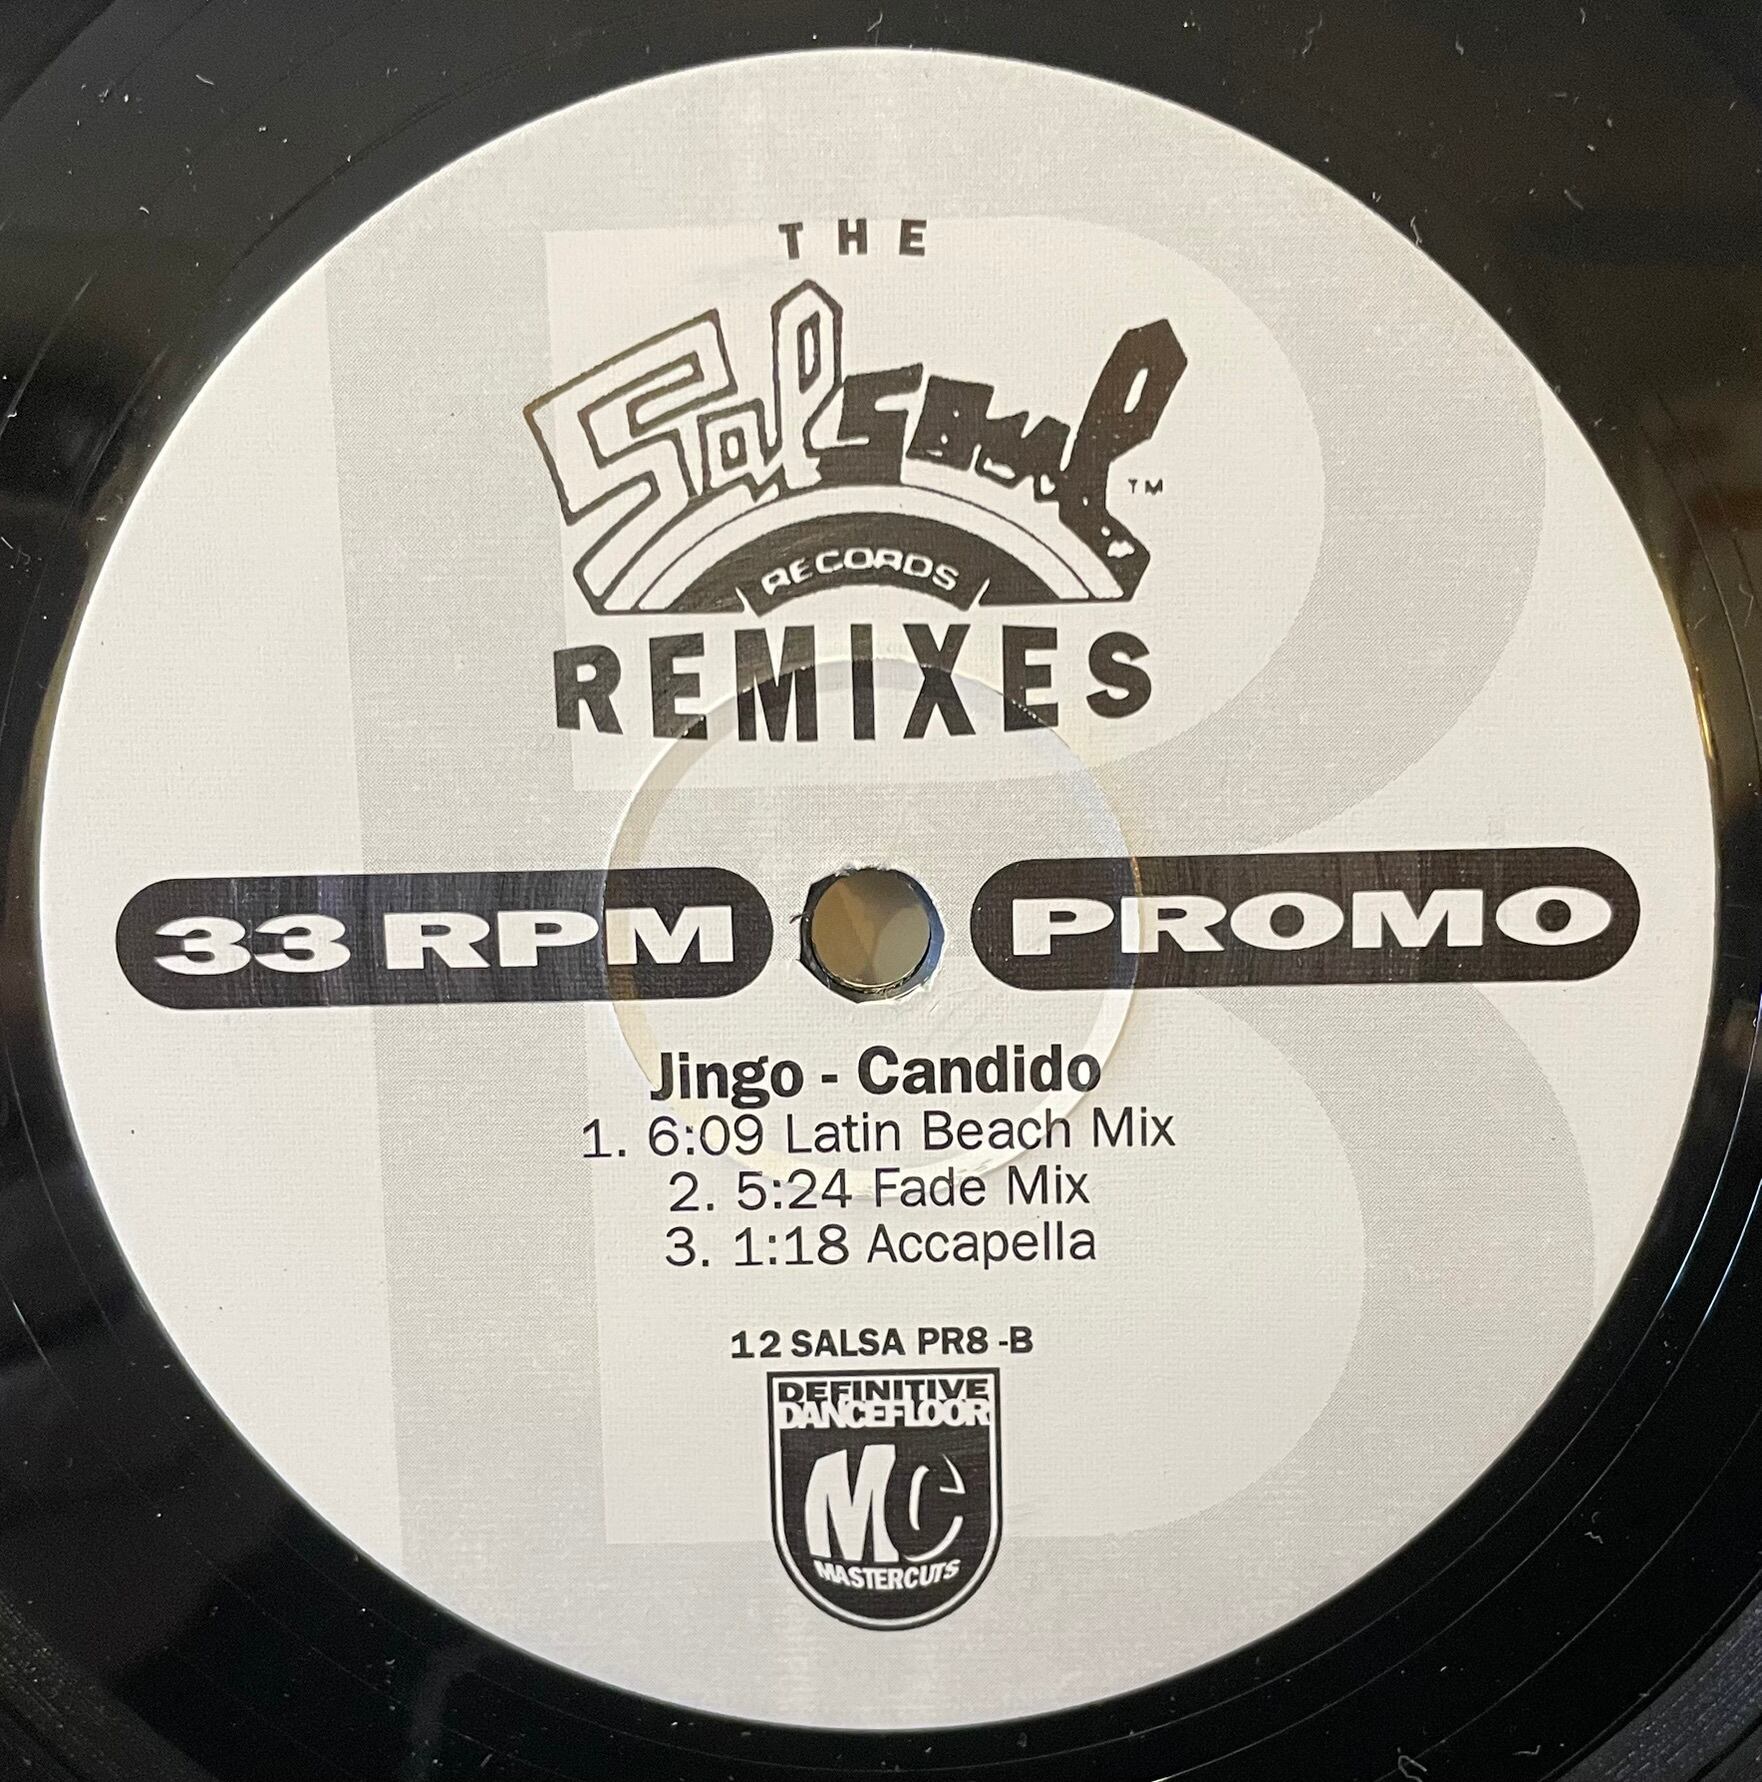 THE
Salsoul TM
RECORDS
REMIXES
33 RPM PROMO
Jingo - Candido
1. 6:09 Latin Beach Mix
2. 5:24 Fade Mix
3. 1:18 Accapella
12 SALSA PR8 -B
DEFINITIVE
DANCEFLOOR
MC
MASTERCUTS
B